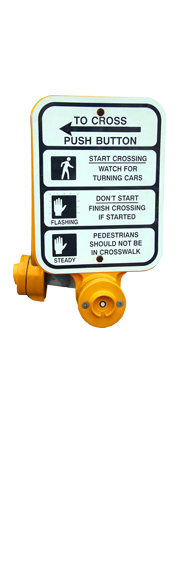 TO CROSS
PUSH BUTTON
START CROSSING
WATCH FOR
TURNING CARS
DON'T START
FINISH CROSSING
IF STARTED
FLASHING
PEDESTRIANS
SHOULD NOT BE
IN CROSSWALK
STEADY